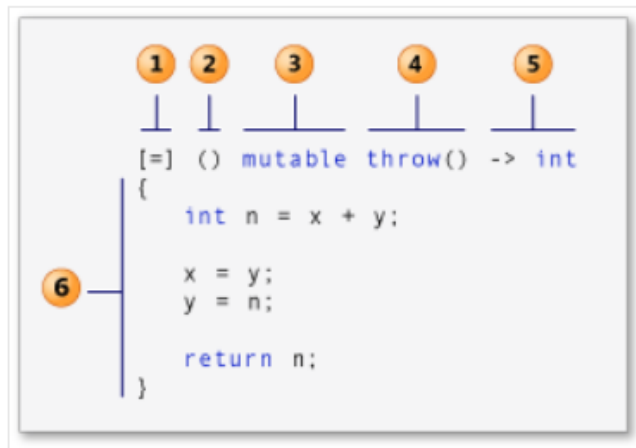 1 2 3 4 5
[=] () mutable throw() -> int
{
int n = x + y;
x = y;
6
y = n;
return n;
}